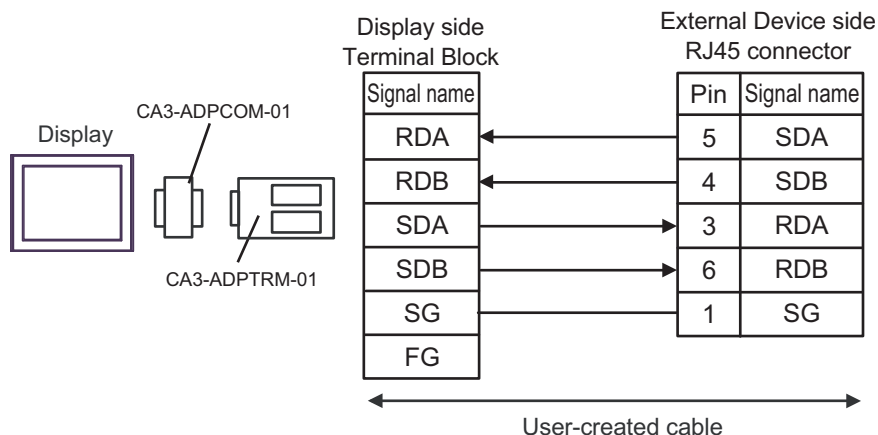 Display side
Terminal Block
External Device side
RJ45 connector
CA3-ADPCOM-01
Display
CA3-ADPTRM-01
Signal name
RDA
RDB
SDA
SDB
SG
FG
Pin Signal name
5 SDA
4 SDB
3 RDA
6 RDB
1 SG
User-created cable